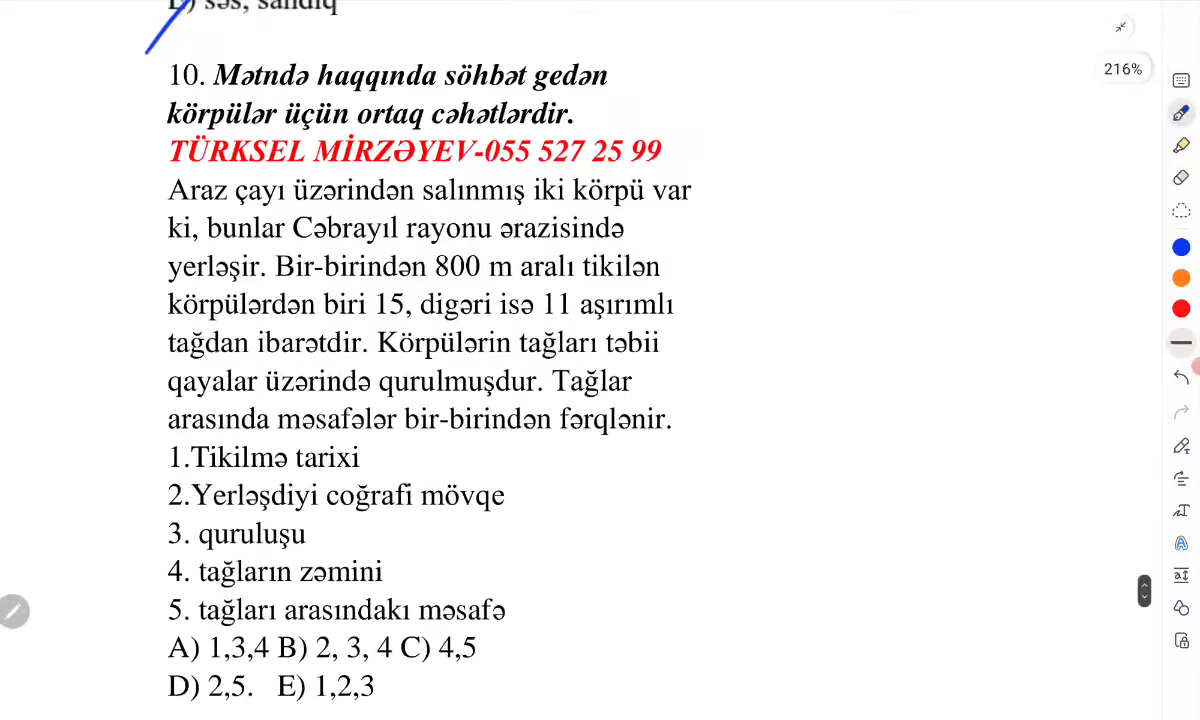 səs, sandıq
10. Mətndə haqqında söhbət gedən
körpülər üçün ortaq cəhətlərdir.
TÜRKSEL MİRZƏYEV-055 527 25 99
Araz çayı üzərindən salınmış iki körpü var
ki, bunlar Cəbrayıl rayonu ərazisində
yerləşir. Bir-birindən 800 m aralı tikilən
körpülərdən biri 15, digəri isə 11 aşırımlı
tağdan ibarətdir. Körpülərin tağları təbii
qayalar üzərində qurulmuşdur. Tağlar
arasında məsafələr bir-birindən fərqlənir.
1.Tikilmə tarixi
2.Yerləşdiyi coğrafi mövqe
3. quruluşu
4. tağların zəmini
5. tağları arasındakı məsafə
A) 1,3,4 B) 2, 3, 4 C) 4,5
D) 2,5. E) 1,2,3
216%